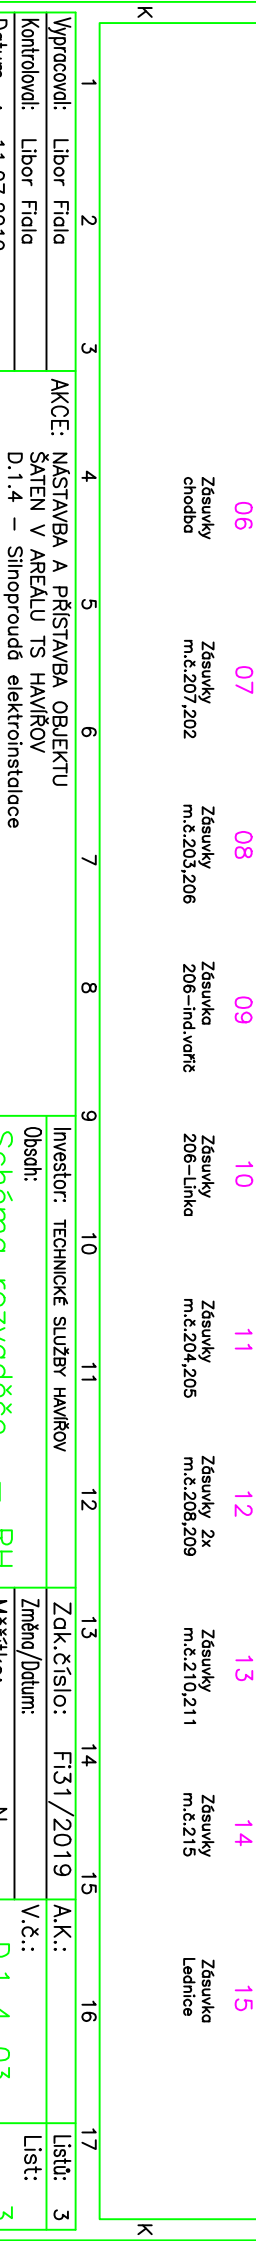 06 07 08 09 10 11 12 13 14 15
Zásuvky
chodba
Zásuvky
m.č.207,202
Zásuvky
m.č.203,206
Zásuvka
206-ind.vařič
Zásuvky
206-Linka
Zásuvky
m.č.204,205
Zásuvky 2x
m.č.208,209
Zásuvky
m.č.210,211
Zásuvky
m.č.215
Zásuvka
Lednice
K K
1 2 3 4 5 6 7 8 9 10 11 12 13 14 15 16 17
Vypracoval: Libor Fiala
Kontroloval: Libor Fiala
AKCE: NÁSTAVBA A PŘÍSTAVBA OBJEKTU
ŠATEN V AREÁLU TS HAVÍŘOV
D.1.4 – Silnoproudá elektroinstalace
Investor: TECHNICKÉ SLUŽBY HAVÍŘOV
Obsah:
Schéma rozvaděče – RH
Zak.číslo: Fi31/2019
Změna/Datum:
A.K.:
V.č.:
Listů: 3
List:
3